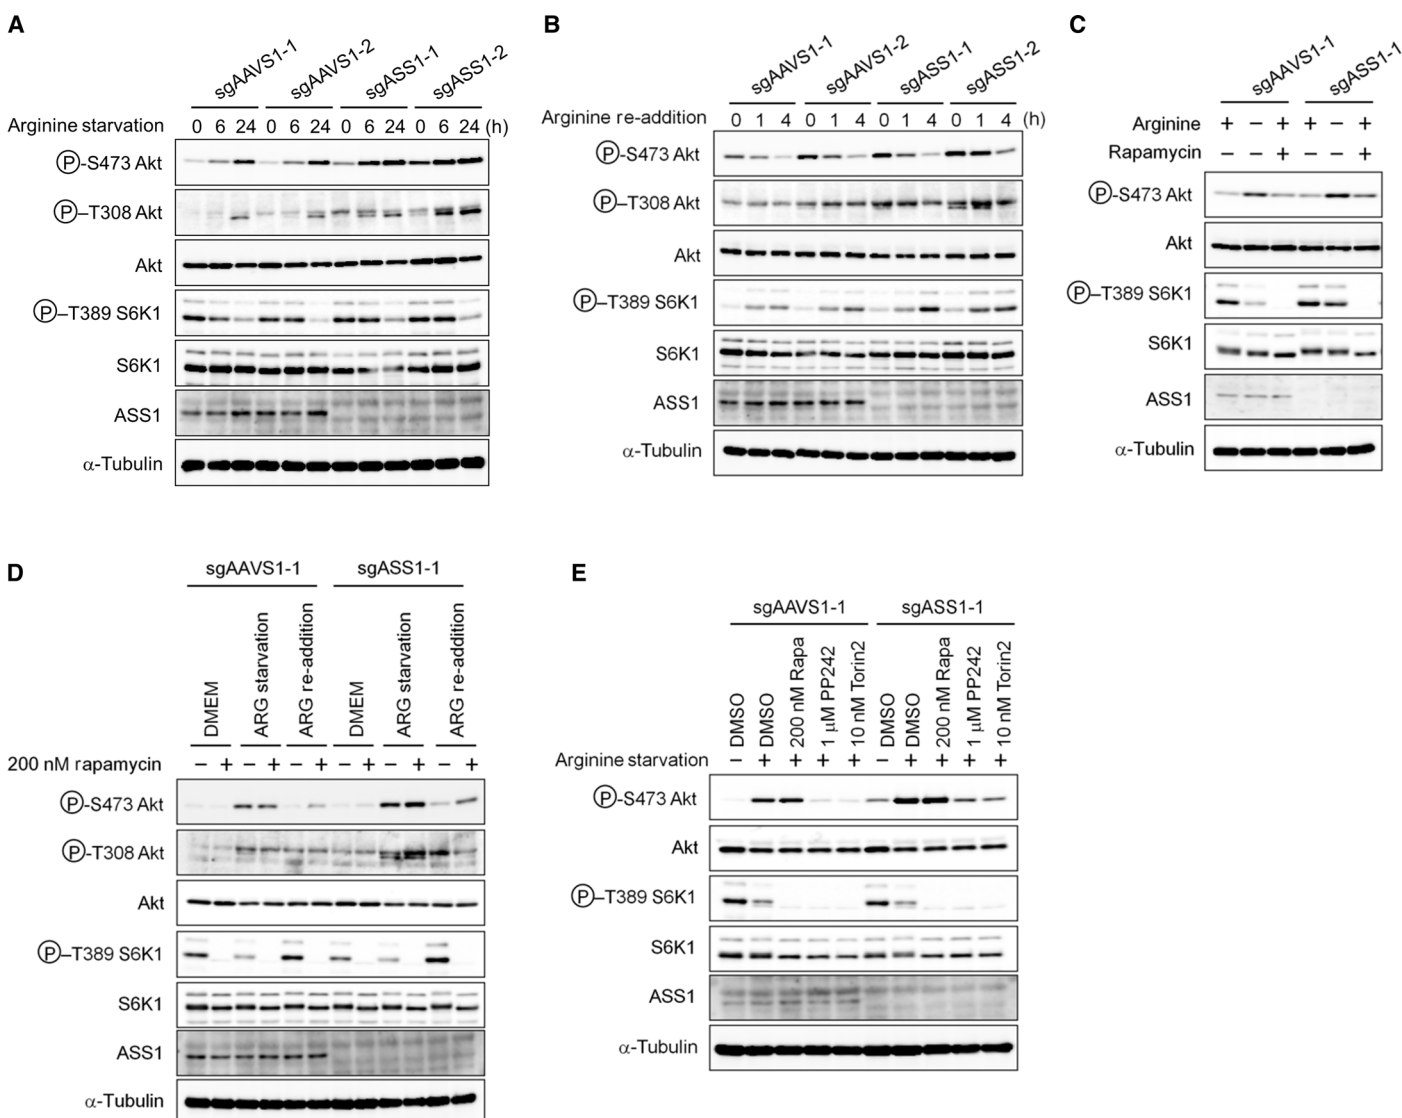 A
sgAAVS1-1 sgAAVS1-2 sgASS1-1 sgASS1-2
Arginine starvation 0 6 24 0 6 24 0 6 24 0 6 24 (h)
Ⓟ-S473 Akt
Ⓟ–T308 Akt
Akt
Ⓟ–T389 S6K1
S6K1
ASS1
α-Tubulin
B
sgAAVS1-1 sgAAVS1-2 sgASS1-1 sgASS1-2
Arginine re-addition 0 1 4 0 1 4 0 1 4 0 1 4 (h)
Ⓟ-S473 Akt
Ⓟ–T308 Akt
Akt
Ⓟ–T389 S6K1
S6K1
ASS1
α-Tubulin
C
sgAAVS1-1 sgASS1-1
Arginine + − + + − +
Rapamycin − − + − − +
Ⓟ-S473 Akt
Akt
Ⓟ–T389 S6K1
S6K1
ASS1
α-Tubulin
D
sgAAVS1-1 sgASS1-1
DMEM ARG starvation ARG re-addition DMEM ARG starvation ARG re-addition
200 nM rapamycin − + − + − + − + − + − +
Ⓟ-S473 Akt
Ⓟ-T308 Akt
Akt
Ⓟ–T389 S6K1
S6K1
ASS1
α-Tubulin
E
sgAAVS1-1 sgASS1-1
DMSO DMSO 200 nM Rapa 1 µM PP242 10 nM Torin2 DMSO DMSO 200 nM Rapa 1 µM PP242 10 nM Torin2
Arginine starvation − + + + + − + + + +
Ⓟ-S473 Akt
Akt
Ⓟ–T389 S6K1
S6K1
ASS1
α-Tubulin